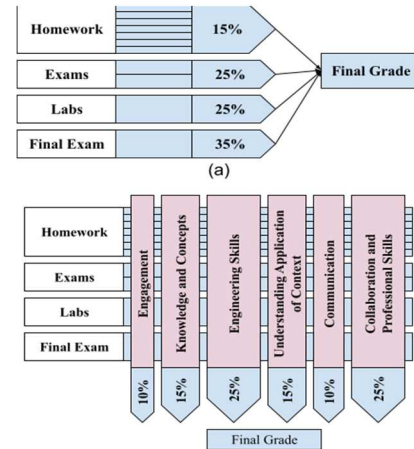 Homework
15%
Final Grade
Exams
25%
Labs
25%
Final Exam
35%
(a)
Homework
Exams
Labs
Final Exam
Engagement
Knowledge and Concepts
Engineering Skills
Understanding Application
of Context
Communication
Collaboration and
Professional Skills
10%
15%
25%
15%
10%
25%
Final Grade